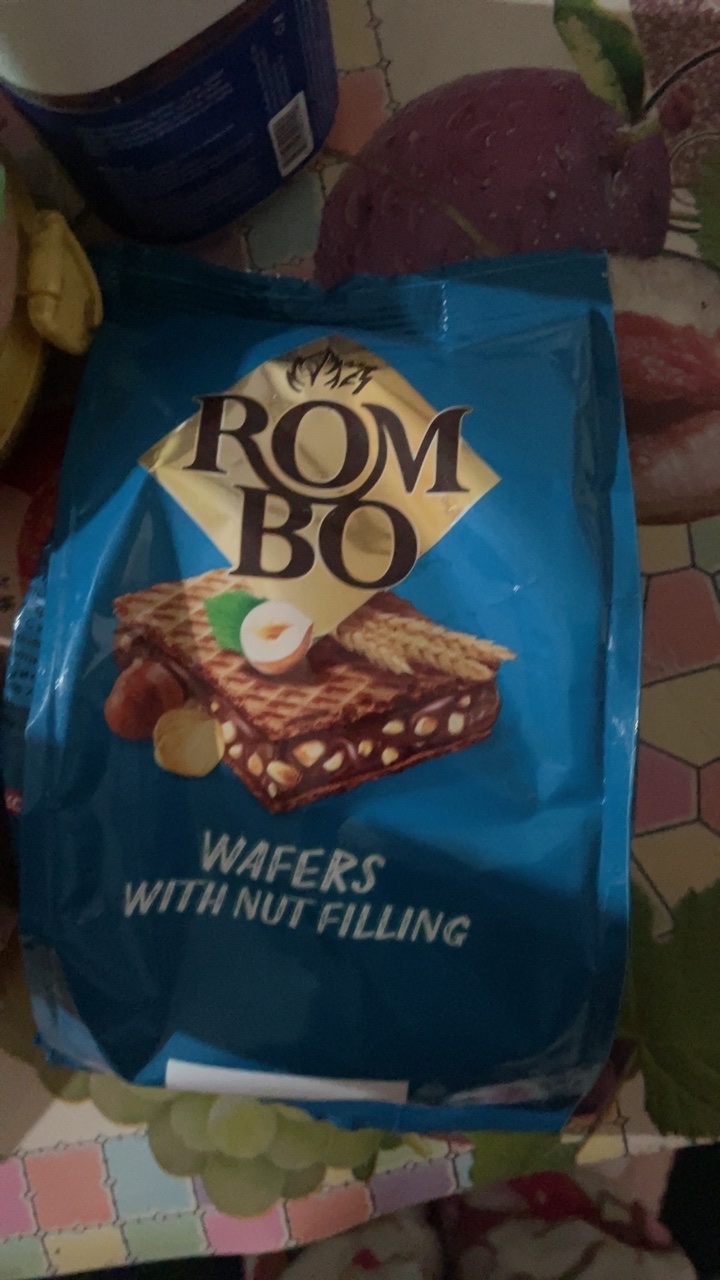 ROM
BO
WAFERS
WITH NUT FILLING